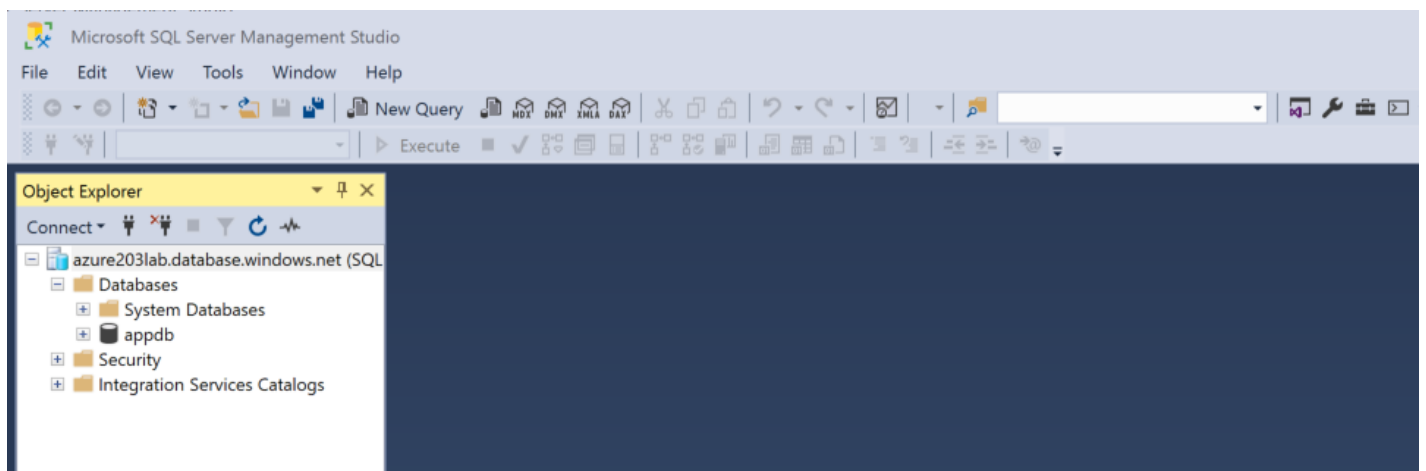 Microsoft SQL Server Management Studio
File Edit View Tools Window Help
New Query MDX DMX XMLA DAX
Execute
Object Explorer
Connect
azure203lab.database.windows.net (SQL
Databases
System Databases
appdb
Security
Integration Services Catalogs